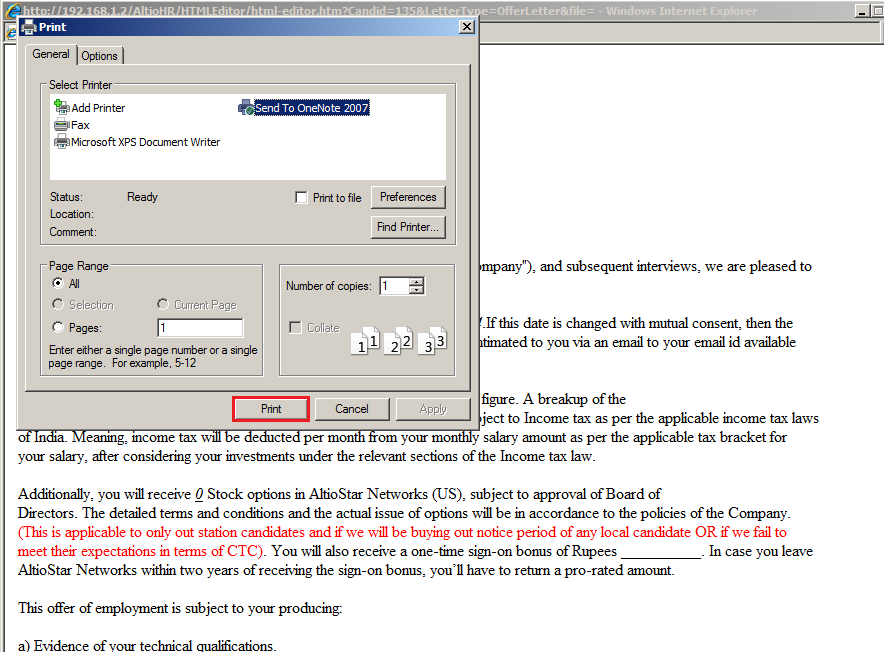 http://192.168.1.2/AltioHR/HTMLEditor/html-editor.htm?Candid=135&LetterType=OfferLetter&file= - Windows Internet Explorer
Print
General Options
Select Printer
Add Printer Send To OneNote 2007
Fax
Microsoft XPS Document Writer
Status: Ready Print to file Preferences
Location:
Comment: Find Printer...
Page Range
All
Selection Current Page
Pages: 1
Enter either a single page number or a single
page range. For example, 5-12
Number of copies: 1
Collate
1 1 2 2 3 3
Print Cancel Apply
ompany"), and subsequent interviews, we are pleased to
.If this date is changed with mutual consent, then the
ntimated to you via an email to your email id available
figure. A breakup of the
ject to Income tax as per the applicable income tax laws
of India. Meaning, income tax will be deducted per month from your monthly salary amount as per the applicable tax bracket for
your salary, after considering your investments under the relevant sections of the Income tax law.
Additionally, you will receive 0 Stock options in AltioStar Networks (US), subject to approval of Board of
Directors. The detailed terms and conditions and the actual issue of options will be in accordance to the policies of the Company.
(This is applicable to only out station candidates and if we will be buying out notice period of any local candidate OR if we fail to
meet their expectations in terms of CTC). You will also receive a one-time sign-on bonus of Rupees ___________. In case you leave
AltioStar Networks within two years of receiving the sign-on bonus, you’ll have to return a pro-rated amount.
This offer of employment is subject to your producing:
a) Evidence of your technical qualifications.